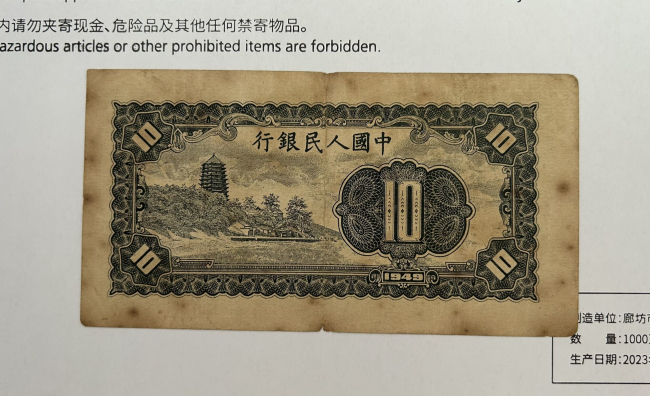 内请勿夹寄现金、危险品及其他任何禁寄物品。
azardous articles or other prohibited items are forbidden.
10
中國人民銀行
10
10
10
1949
10
制造单位:廊坊
数 量:1000
生产日期:2023